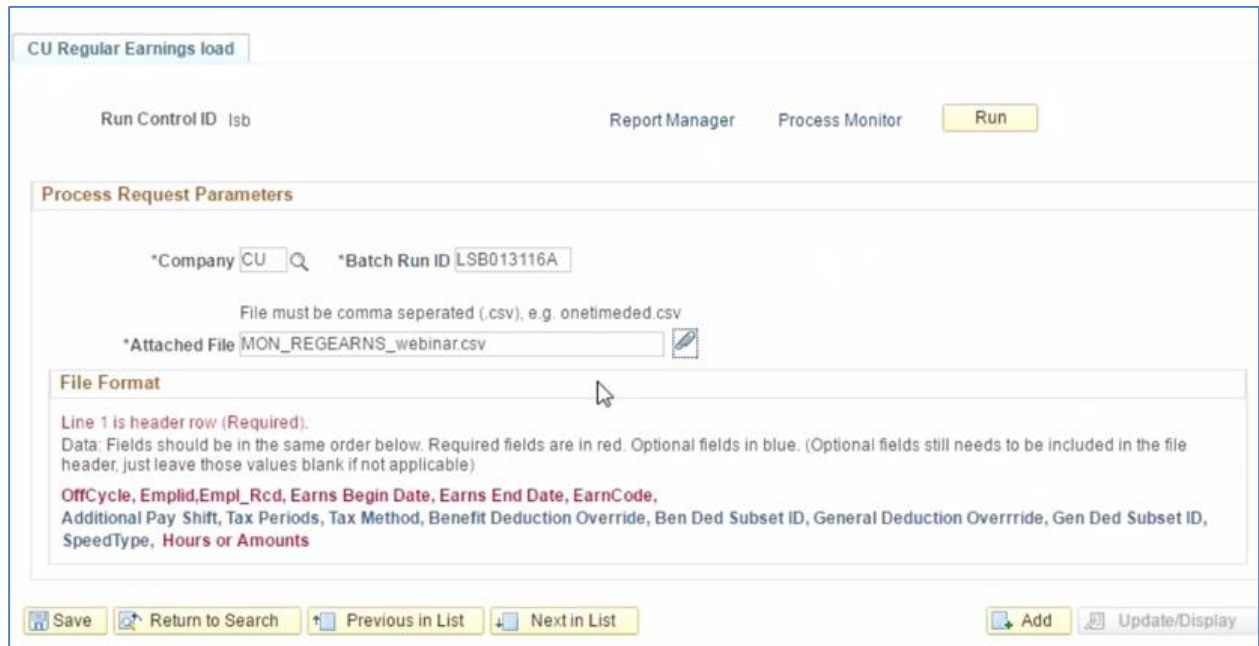 CU Regular Earnings load
Run Control ID lsb Report Manager Process Monitor Run
Process Request Parameters
*Company CU *Batch Run ID LSB013116A
File must be comma seperated (.csv), e.g. onetimeded.csv
*Attached File MON_REGEARNS_webinar.csv
File Format
Line 1 is header row (Required).
Data: Fields should be in the same order below. Required fields are in red. Optional fields in blue. (Optional fields still needs to be included in the file
header, just leave those values blank if not applicable)
OffCycle, Emplid,Empl_Rcd, Earns Begin Date, Earns End Date, EarnCode,
Additional Pay Shift, Tax Periods, Tax Method, Benefit Deduction Override, Ben Ded Subset ID, General Deduction Overrride, Gen Ded Subset ID,
SpeedType, Hours or Amounts
Save Return to Search Previous in List Next in List Add Update/Display